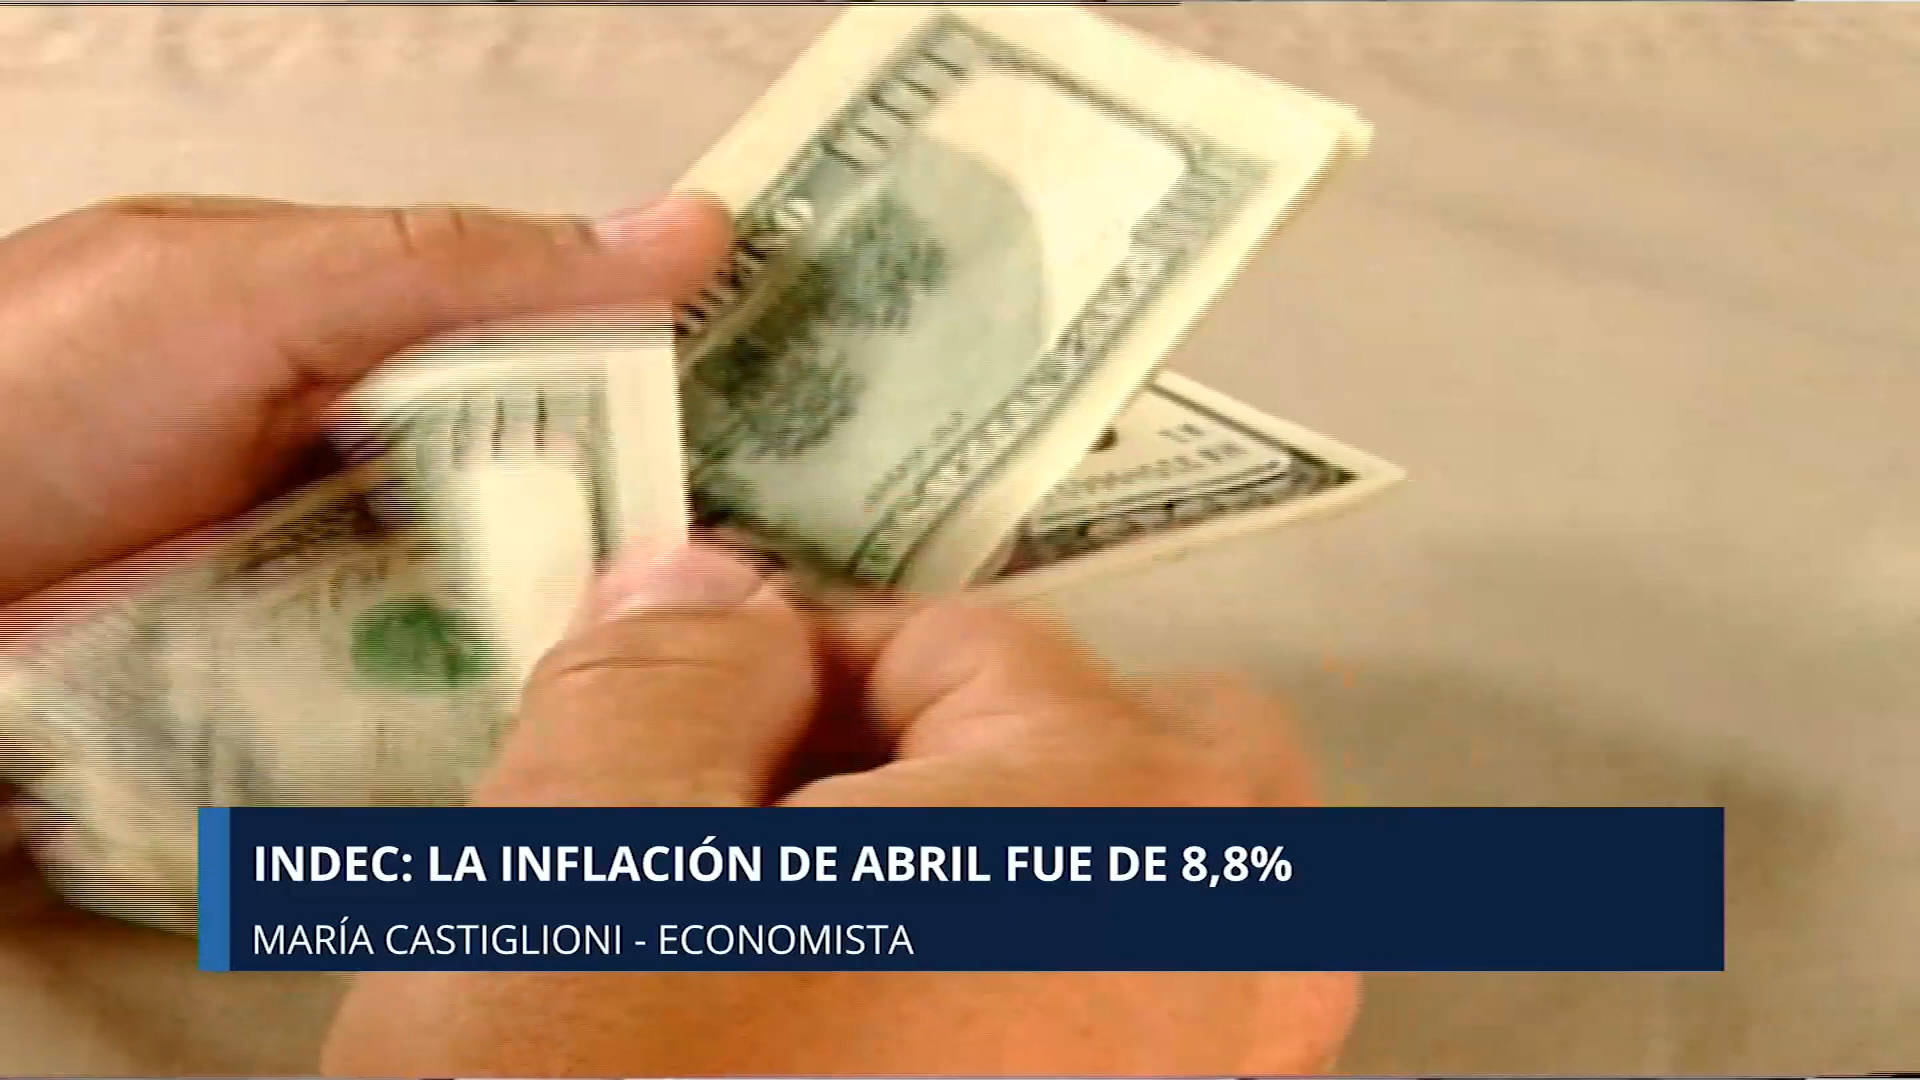 INDEC: LA INFLACIÓN DE ABRIL FUE DE 8,8%
MARÍA CASTIGLIONI - ECONOMISTA